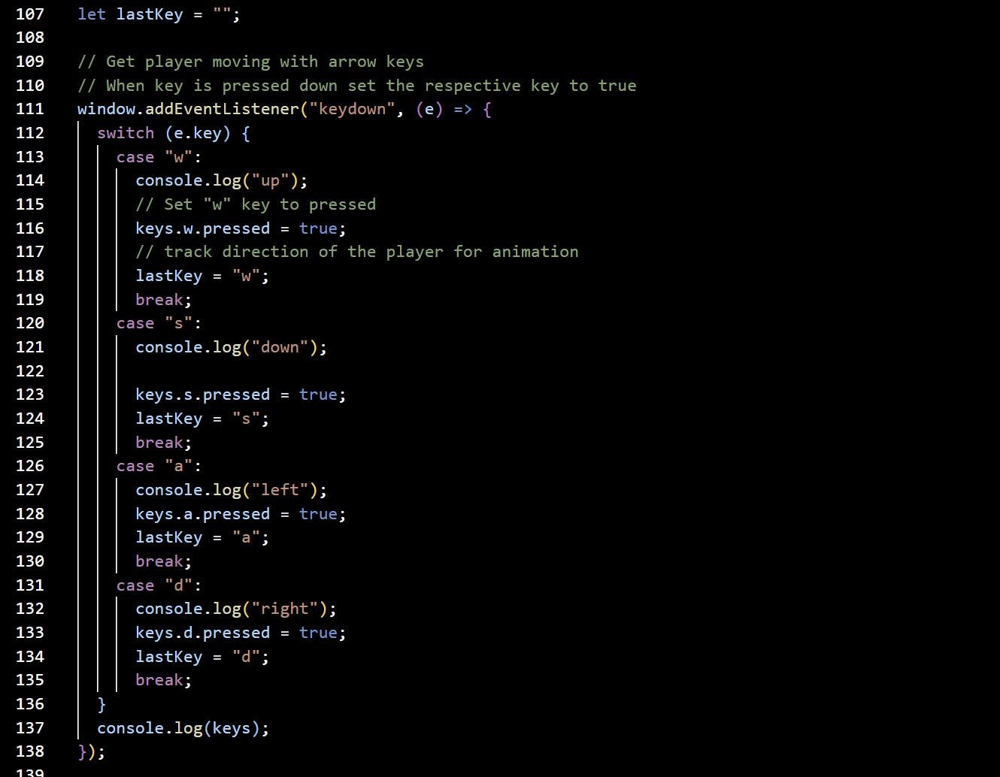 107 let lastKey = "";
108
109 // Get player moving with arrow keys
110 // When key is pressed down set the respective key to true
111 window.addEventListener("keydown", (e) => {
112 switch (e.key) {
113 case "w":
114 console.log("up");
115 // Set "w" key to pressed
116 keys.w.pressed = true;
117 // track direction of the player for animation
118 lastKey = "w";
119 break;
120 case "s":
121 console.log("down");
122
123 keys.s.pressed = true;
124 lastKey = "s";
125 break;
126 case "a":
127 console.log("left");
128 keys.a.pressed = true;
129 lastKey = "a";
130 break;
131 case "d":
132 console.log("right");
133 keys.d.pressed = true;
134 lastKey = "d";
135 break;
136 }
137 console.log(keys);
138 });
139